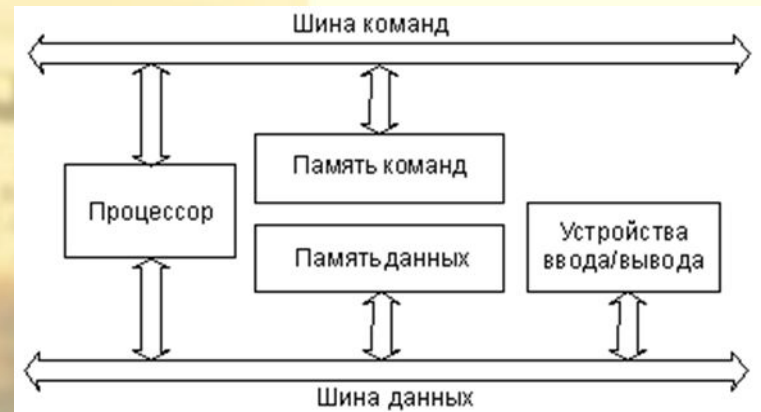 Шина команд
Память команд
Процессор
Память данных
Устройства
ввода/вывода
Шина данных